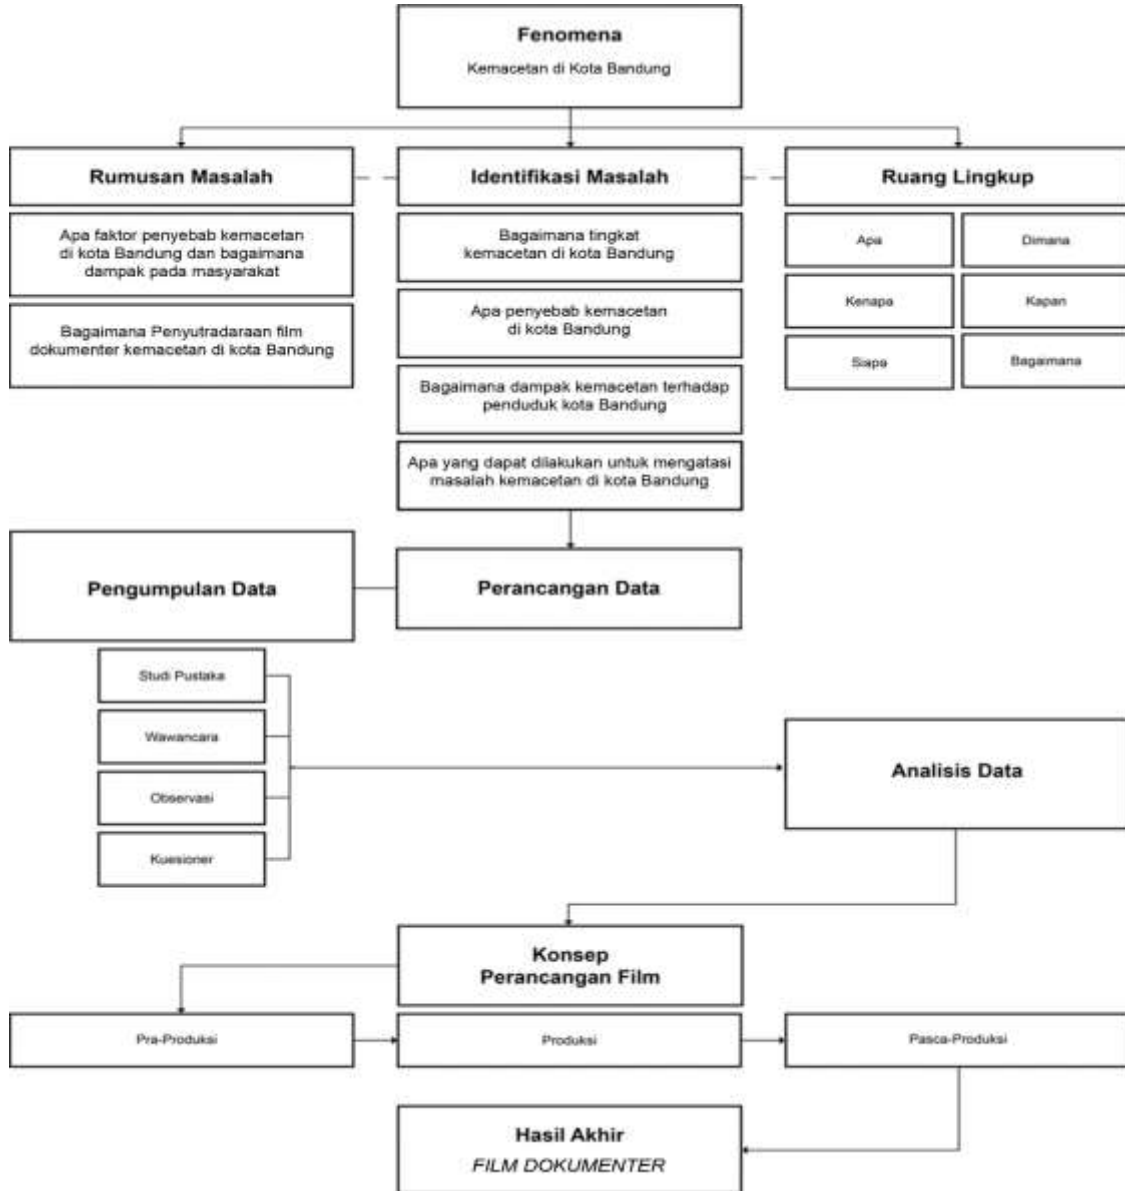 Fenomena
Kemacetan di Kota Bandung
Rumusan Masalah
Apa faktor penyebab kemacetan
di kota Bandung dan bagaimana
dampak pada masyarakat
Bagaimana Penyutradaraan film
dokumenter kemacetan di kota Bandung
Identifikasi Masalah
Bagaimana tingkat
kemacetan di kota Bandung
Apa penyebab kemacetan
di kota Bandung
Bagaimana dampak kemacetan terhadap
penduduk kota Bandung
Apa yang dapat dilakukan untuk mengatasi
masalah kemacetan di kota Bandung
Ruang Lingkup
Apa
Dimana
Kenapa
Kapan
Siapa
Bagaimana
Pengumpulan Data
Perancangan Data
Studi Pustaka
Wawancara
Observasi
Kuesioner
Analisis Data
Konsep
Perancangan Film
Pra-Produksi
Produksi
Pasca-Produksi
Hasil Akhir
FILM DOKUMENTER